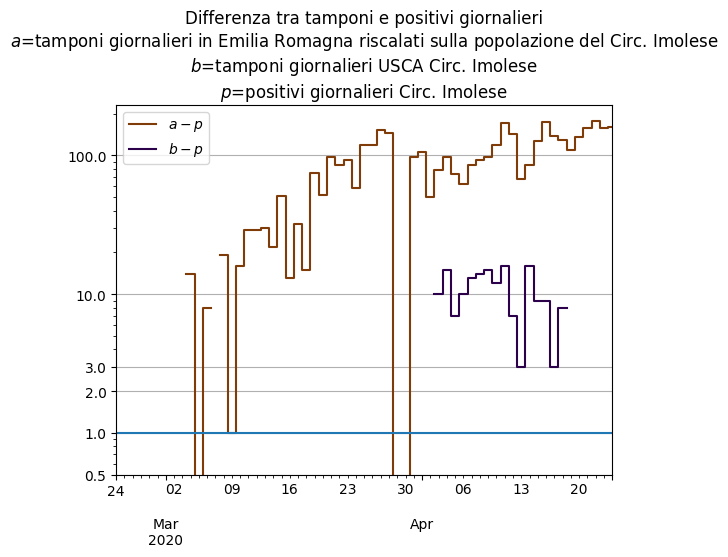 Differenza tra tamponi e positivi giornalieri
a=tamponi giornalieri in Emilia Romagna riscalati sulla popolazione del Circ. Imolese
b=tamponi giornalieri USCA Circ. Imolese
p=positivi giornalieri Circ. Imolese
a − p
b − p
100.0
10.0
3.0
2.0
1.0
0.5
24 02 09 16 23 30 06 13 20
Mar Apr
2020